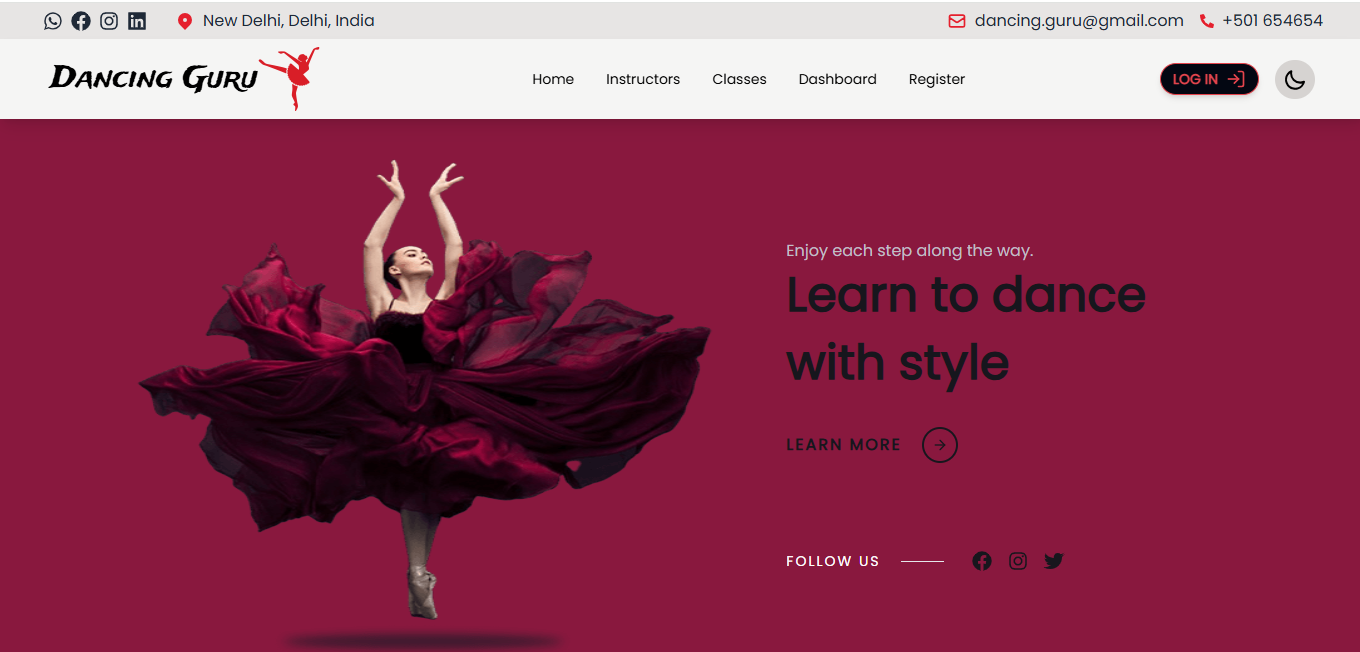 New Delhi, Delhi, India
dancing.guru@gmail.com
+501 654654
Dancing Guru
Home
Instructors
Classes
Dashboard
Register
LOG IN
Enjoy each step along the way.
Learn to dance
with style
LEARN MORE
FOLLOW US